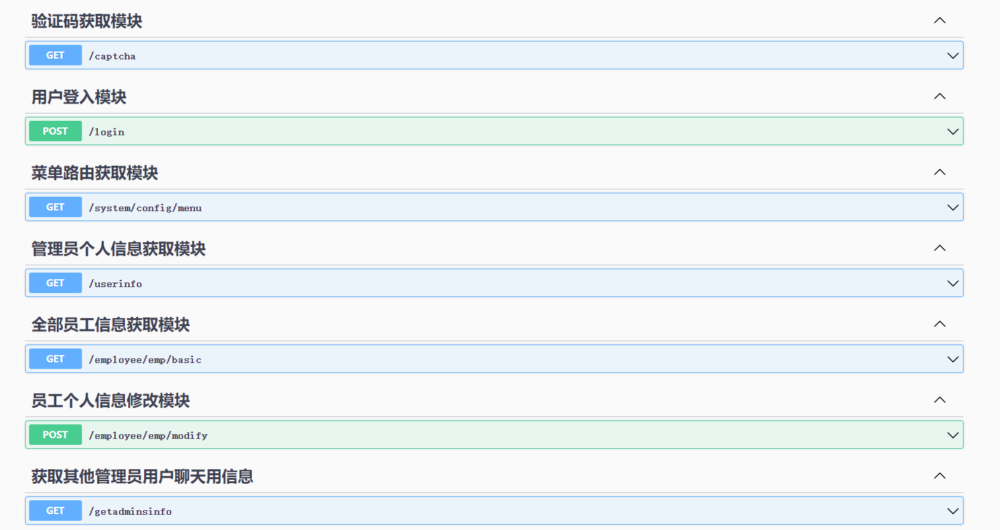 验证码获取模块
GET /captcha
用户登入模块
POST /login
菜单路由获取模块
GET /system/config/menu
管理员个人信息获取模块
GET /userinfo
全部员工信息获取模块
GET /employee/emp/basic
员工个人信息修改模块
POST /employee/emp/modify
获取其他管理员用户聊天用信息
GET /getadminsinfo